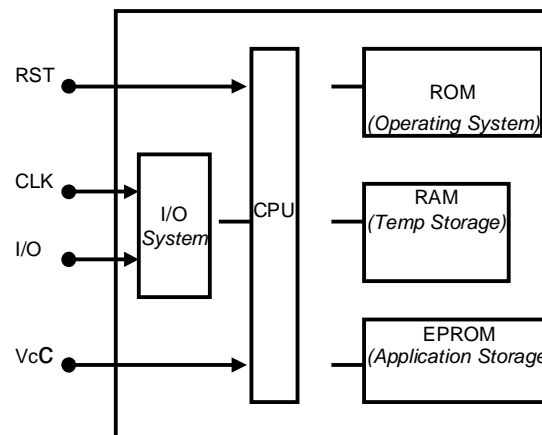 RST
ROM
(Operating System)
CLK
I/O
System
CPU
RAM
(Temp Storage)
I/O
VcC
EPROM
(Application Storage